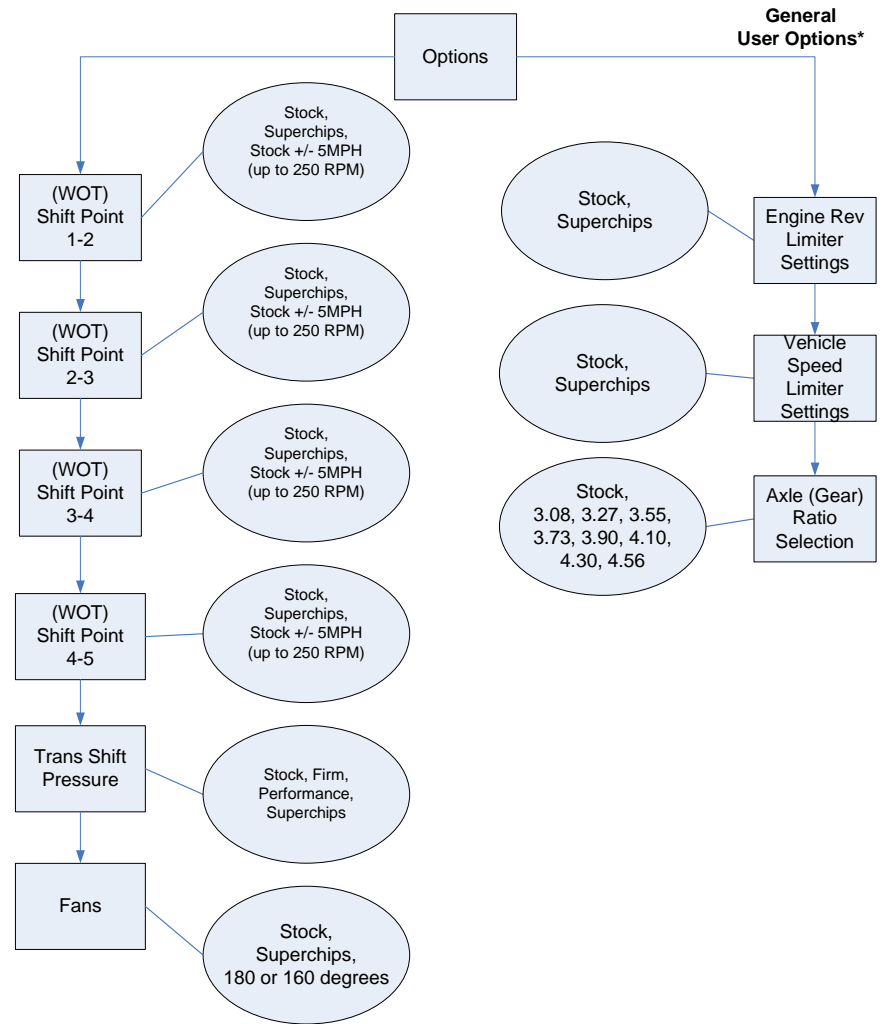 General
User Options*
Options
Stock,
Superchips,
Stock +/- 5MPH
(up to 250 RPM)
(WOT)
Shift Point
1-2
Stock,
Superchips,
Stock +/- 5MPH
(up to 250 RPM)
(WOT)
Shift Point
2-3
Stock,
Superchips,
Stock +/- 5MPH
(up to 250 RPM)
(WOT)
Shift Point
3-4
Stock,
Superchips,
Stock +/- 5MPH
(up to 250 RPM)
(WOT)
Shift Point
4-5
Trans Shift
Pressure
Stock, Firm,
Performance,
Superchips
Fans
Stock,
Superchips,
180 or 160 degrees
Stock,
Superchips
Engine Rev
Limiter
Settings
Stock,
Superchips
Vehicle
Speed
Limiter
Settings
Stock,
3.08, 3.27, 3.55,
3.73, 3.90, 4.10,
4.30, 4.56
Axle (Gear)
Ratio
Selection